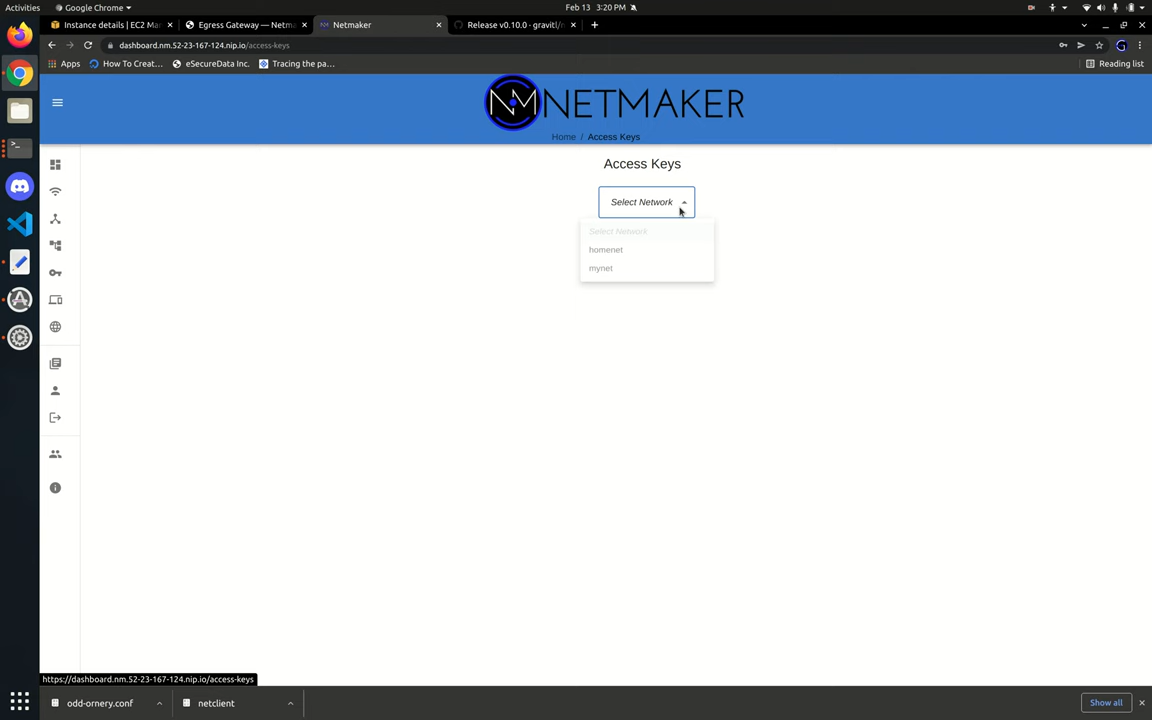 Activities
Google Chrome
Feb 13 3:20 PM
Instance details | EC2 Mar
Egress Gateway — Netm
Netmaker
Release v0.10.0 · gravitl/n
dashboard.nm.52-23-167-124.nip.io/access-keys
Apps
How To Creat…
eSecureData Inc.
Tracing the pa…
Reading list
NETMAKER
Home / Access Keys
Access Keys
Select Network
Select Network
homenet
mynet
https://dashboard.nm.52-23-167-124.nip.io/access-keys
odd-ornery.conf
netclient
Show all